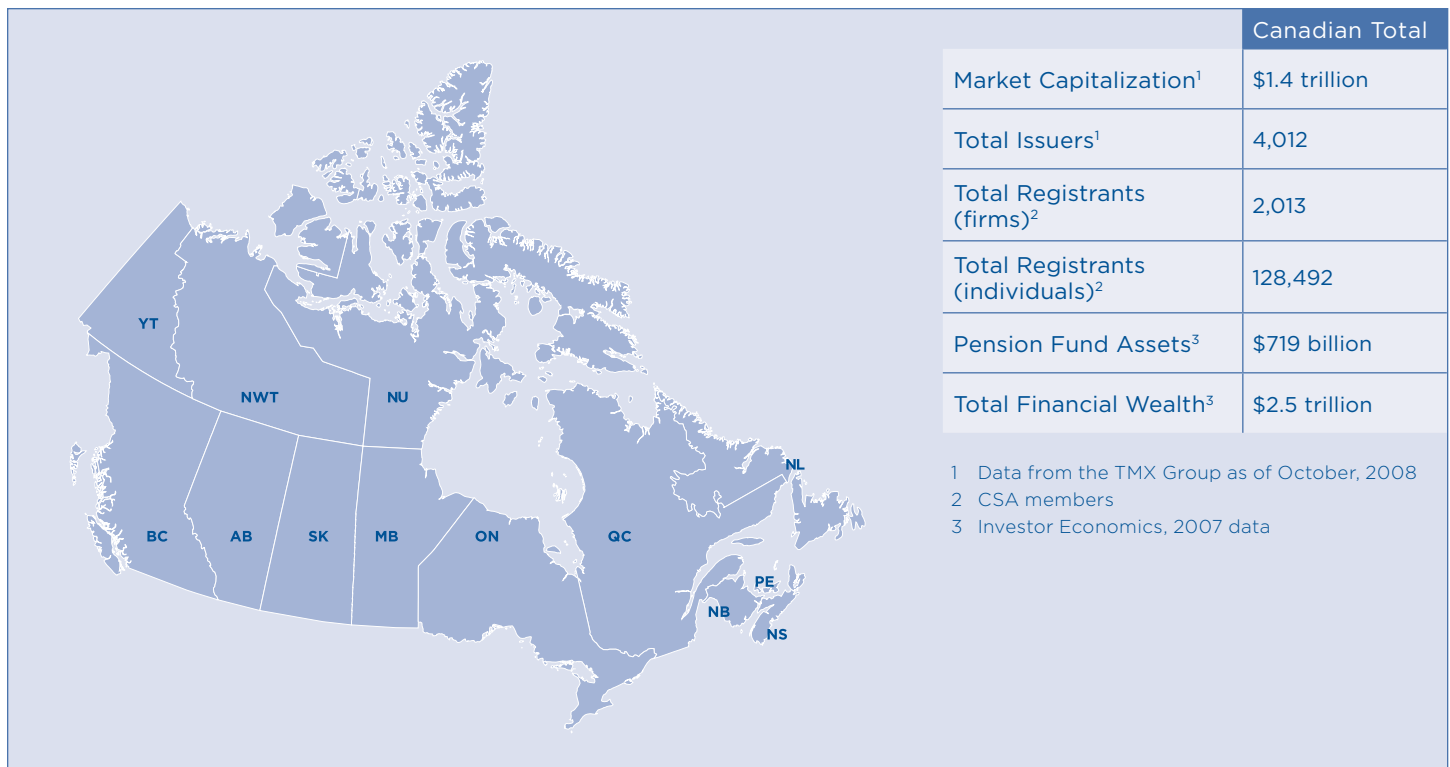 YT
NWT
NU
BC
AB
SK
MB
ON
QC
NL
PE
NB
NS
Canadian Total
Market Capitalization¹ $1.4 trillion
Total Issuers¹ 4,012
Total Registrants
(firms)² 2,013
Total Registrants
(individuals)² 128,492
Pension Fund Assets³ $719 billion
Total Financial Wealth³ $2.5 trillion
1 Data from the TMX Group as of October, 2008
2 CSA members
3 Investor Economics, 2007 data